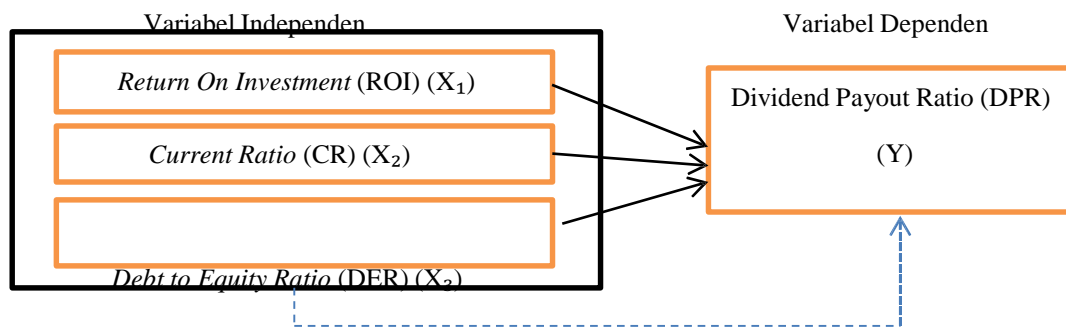 Variabel Independen
Variabel Dependen
Return On Investment (ROI) (X₁)
Dividend Payout Ratio (DPR)
Current Ratio (CR) (X₂)
(Y)
Debt to Equity Ratio (DER) (X₃)